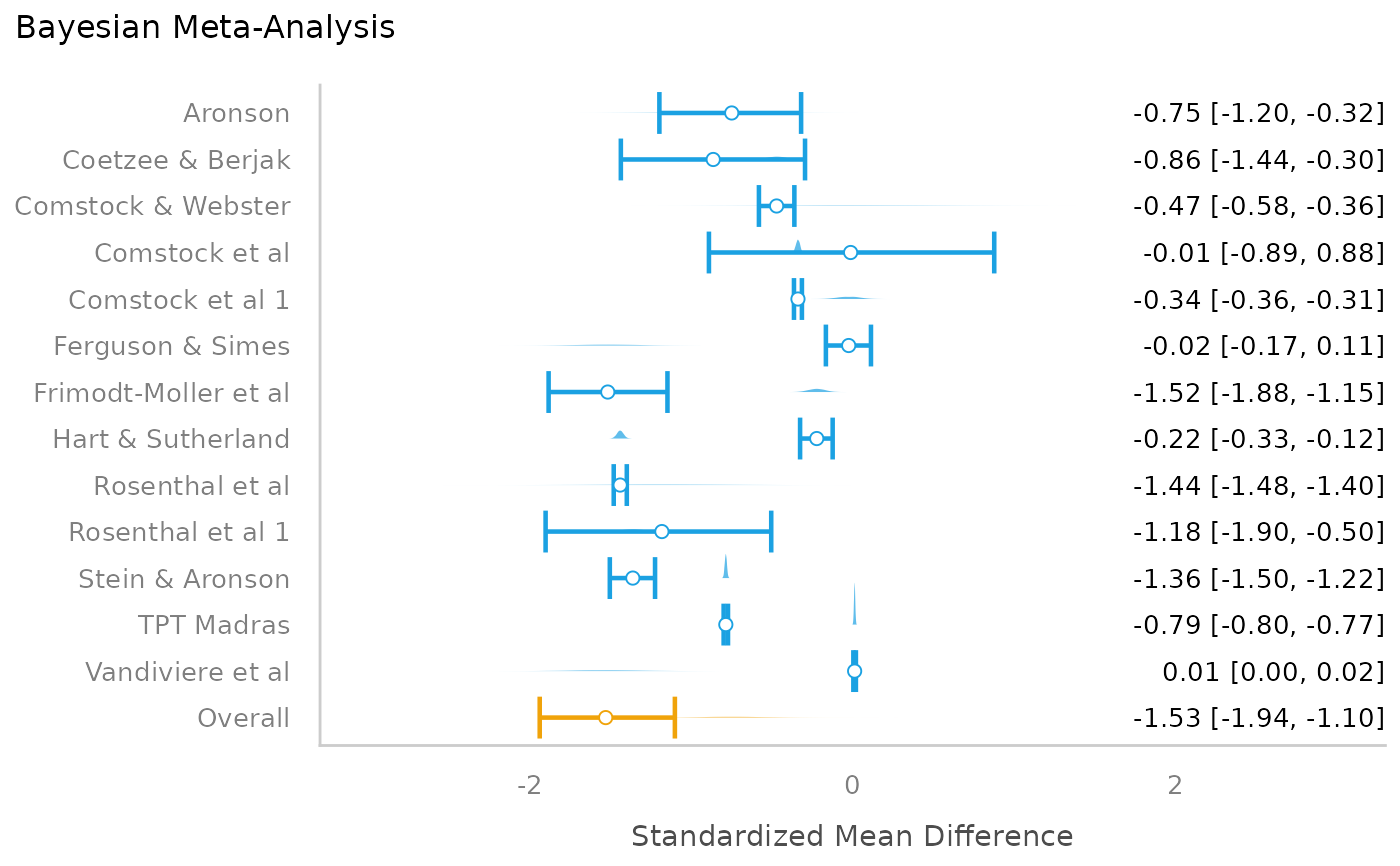 Bayesian Meta-Analysis
Aronson -0.75 [-1.20, -0.32]
Coetzee & Berjak -0.86 [-1.44, -0.30]
Comstock & Webster -0.47 [-0.58, -0.36]
Comstock et al -0.01 [-0.89, 0.88]
Comstock et al 1 -0.34 [-0.36, -0.31]
Ferguson & Simes -0.02 [-0.17, 0.11]
Frimodt-Moller et al -1.52 [-1.88, -1.15]
Hart & Sutherland -0.22 [-0.33, -0.12]
Rosenthal et al -1.44 [-1.48, -1.40]
Rosenthal et al 1 -1.18 [-1.90, -0.50]
Stein & Aronson -1.36 [-1.50, -1.22]
TPT Madras -0.79 [-0.80, -0.77]
Vandiviere et al 0.01 [0.00, 0.02]
Overall -1.53 [-1.94, -1.10]
-2 0 2
Standardized Mean Difference